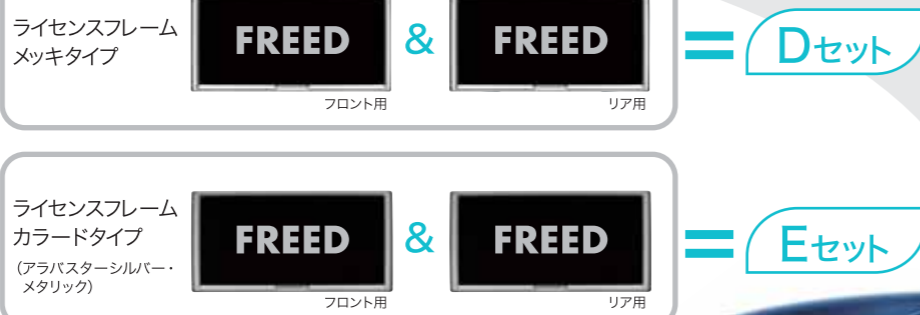 ライセンスフレーム
メッキタイプ
FREED
&
FREED
=
Dセット
フロント用
リア用
ライセンスフレーム
カラードタイプ
(アラバスターシルバー・
メタリック)
FREED
&
FREED
=
Eセット
フロント用
リア用